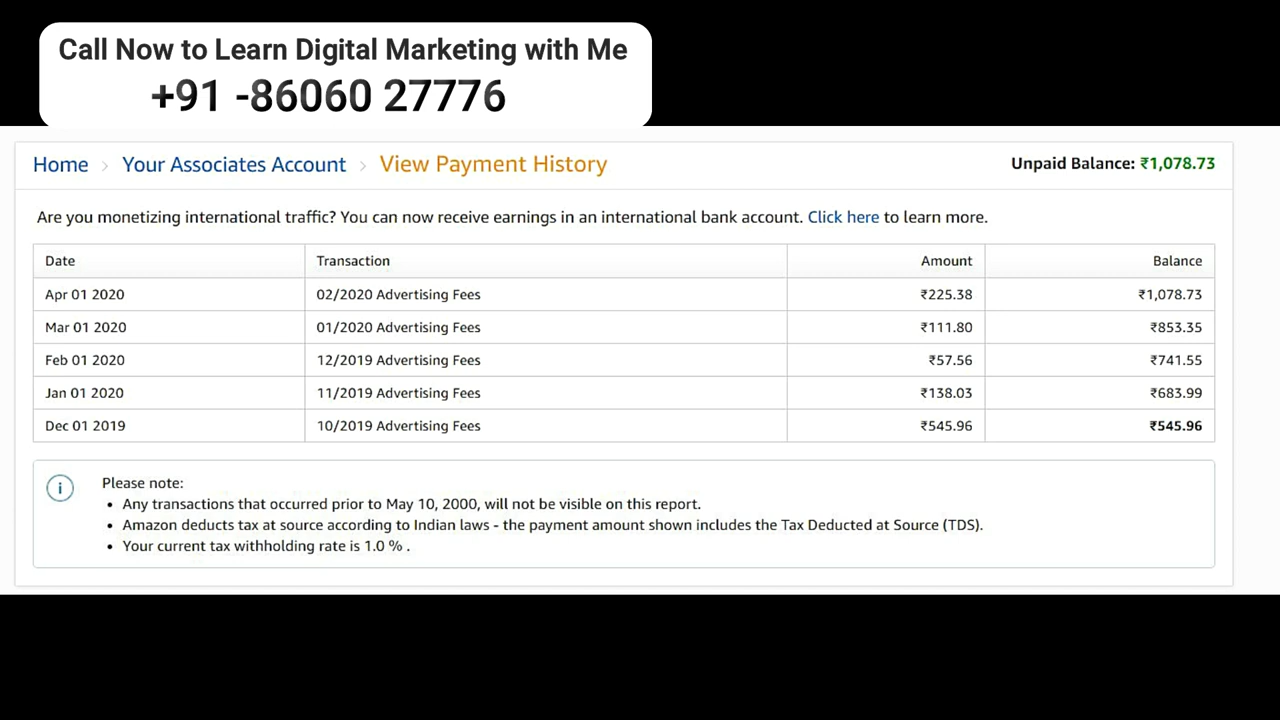 Call Now to Learn Digital Marketing with Me
+91 -86060 27776
Home › Your Associates Account › View Payment History Unpaid Balance: ₹1,078.73
Are you monetizing international traffic? You can now receive earnings in an international bank account. Click here to learn more.
Date Transaction Amount Balance
Apr 01 2020 02/2020 Advertising Fees ₹225.38 ₹1,078.73
Mar 01 2020 01/2020 Advertising Fees ₹111.80 ₹853.35
Feb 01 2020 12/2019 Advertising Fees ₹57.56 ₹741.55
Jan 01 2020 11/2019 Advertising Fees ₹138.03 ₹683.99
Dec 01 2019 10/2019 Advertising Fees ₹545.96 ₹545.96
i Please note:
• Any transactions that occurred prior to May 10, 2000, will not be visible on this report.
• Amazon deducts tax at source according to Indian laws - the payment amount shown includes the Tax Deducted at Source (TDS).
• Your current tax withholding rate is 1.0 % .